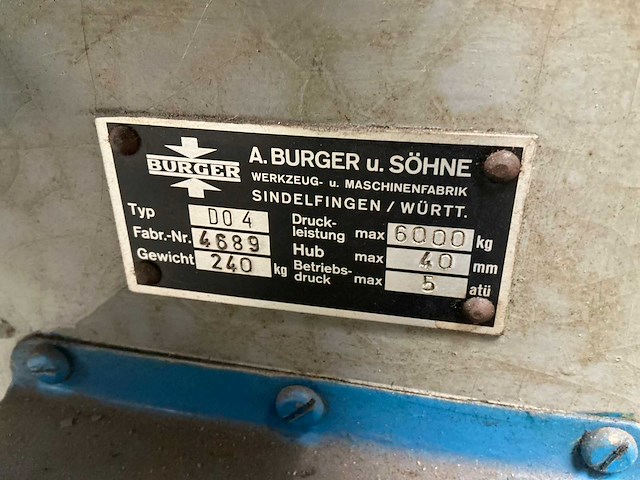 BURGER
A. BURGER u. SÖHNE
WERKZEUG- u. MASCHINENFABRIK
SINDELFINGEN / WÜRTT.
Typ DO 4
Fabr.-Nr. 4689
Gewicht 240 kg
Druck-
leistung max 6000 kg
Hub max 40 mm
Betriebs-
druck max 5 atü